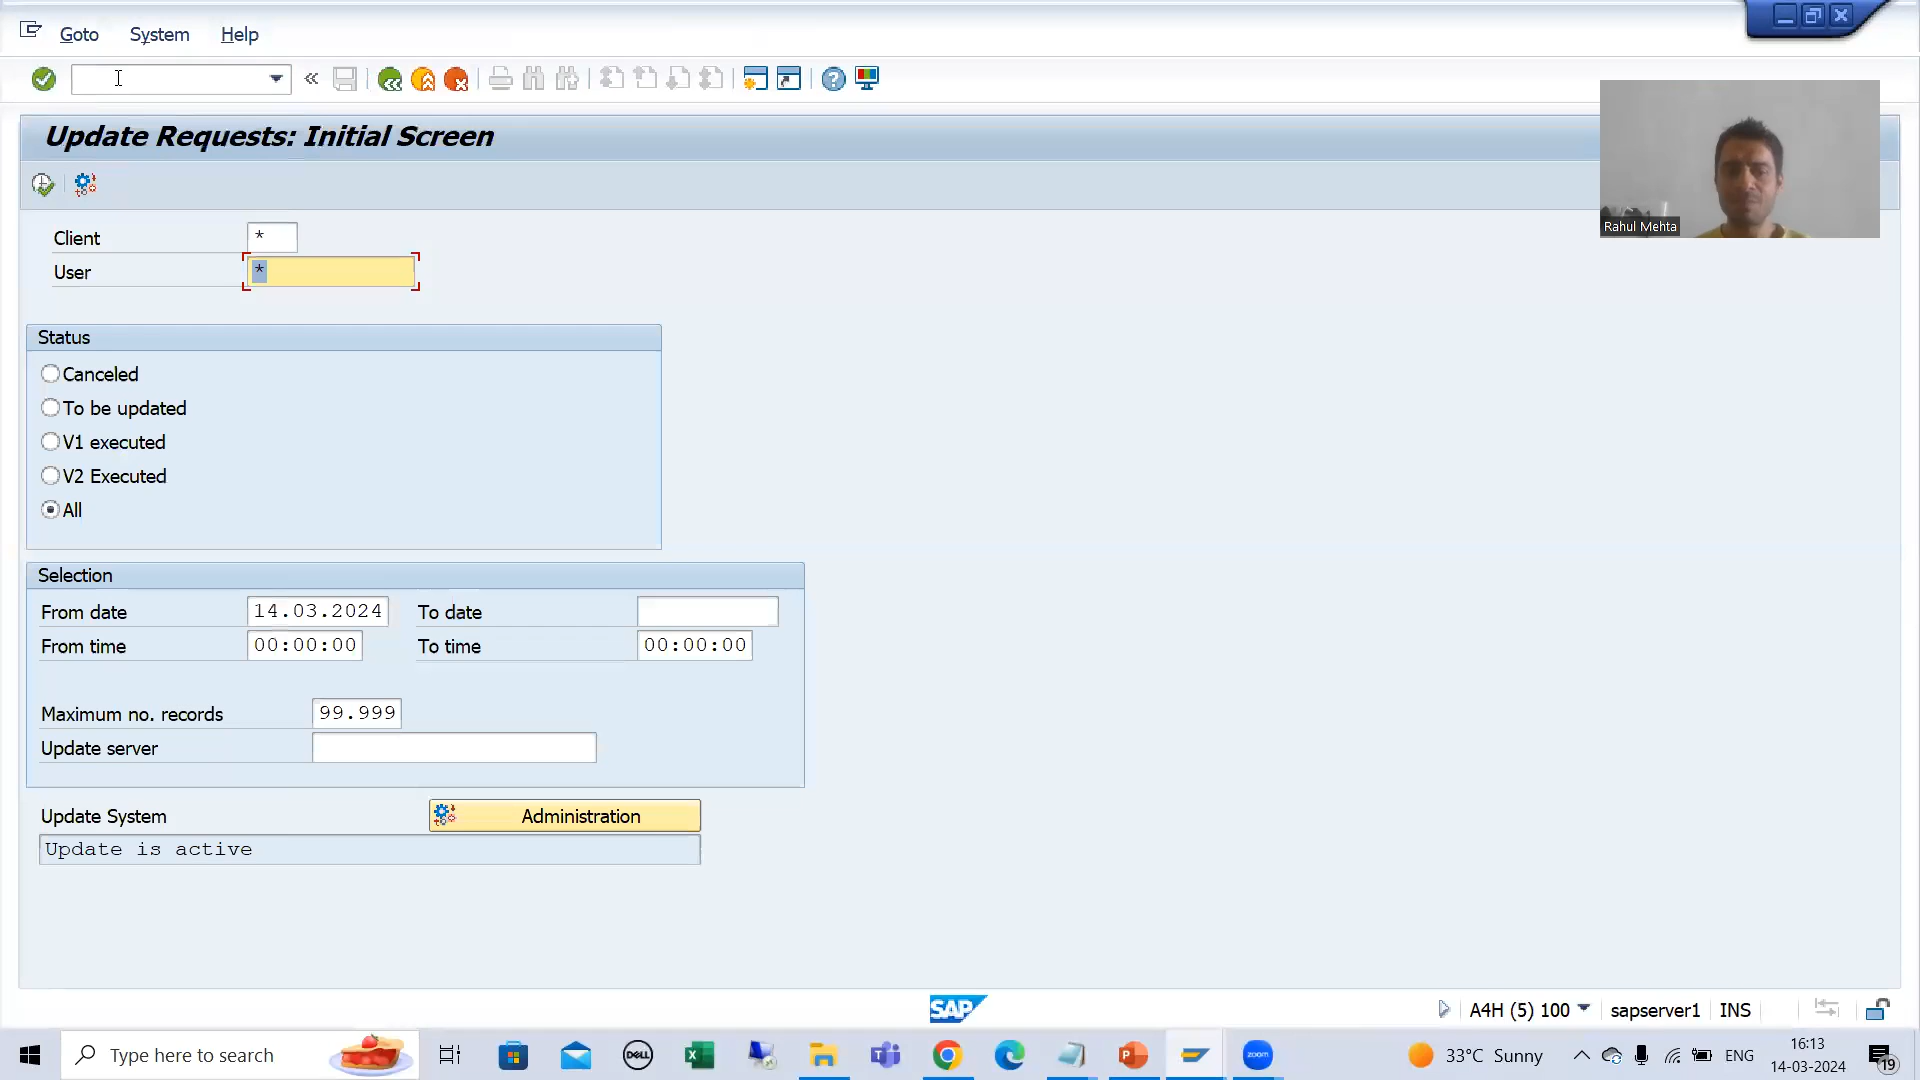 Goto System Help
Update Requests: Initial Screen
Client *
User *
Rahul Mehta
Status
Canceled
To be updated
V1 executed
V2 Executed
All
Selection
From date 14.03.2024 To date
From time 00:00:00 To time 00:00:00
Maximum no. records 99.999
Update server
Update System Administration
Update is active
SAP A4H (5) 100 sapserver1 INS
Type here to search DELL zoom 33°C Sunny ENG 16:13
14-03-2024 19